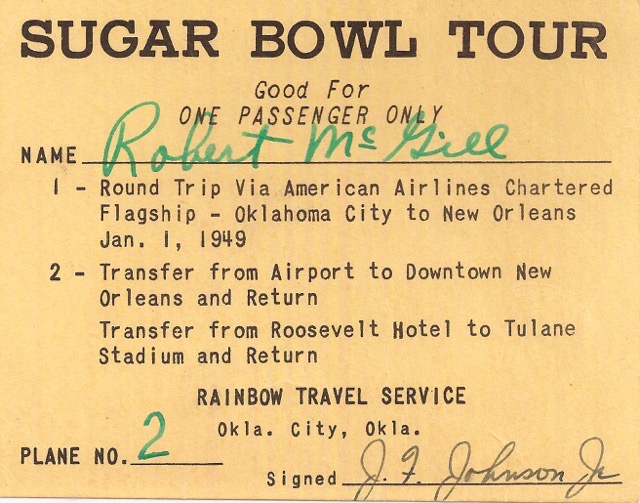 SUGAR BOWL TOUR
Good For
ONE PASSENGER ONLY
NAME Robert McGill
1 - Round Trip Via American Airlines Chartered
Flagship - Oklahoma City to New Orleans
Jan. 1, 1949
2 - Transfer from Airport to Downtown New
Orleans and Return
Transfer from Roosevelt Hotel to Tulane
Stadium and Return
RAINBOW TRAVEL SERVICE
Okla. City, Okla.
PLANE NO. 2
Signed J. F. Johnson Jr